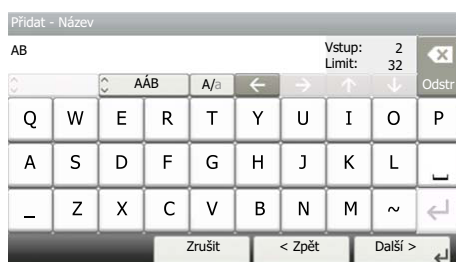 Přidat - Název
AB Vstup: 2
Limit: 32
AÁB A/a ← → ↑ ↓ Odstr
Q W E R T Y U I O P
A S D F G H J K L
_ Z X C V B N M ~
Zrušit < Zpět Další >